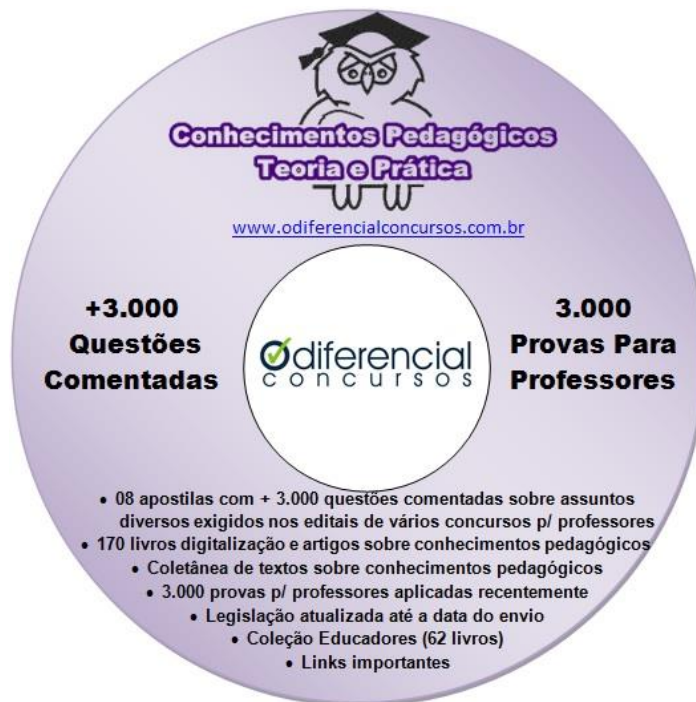 Conhecimentos Pedagógicos
Teoria e Prática
www.odiferencialconcursos.com.br
+3.000
Questões
Comentadas
Odiferencial
concursos
3.000
Provas Para
Professores
• 08 apostilas com + 3.000 questões comentadas sobre assuntos
diversos exigidos nos editais de vários concursos p/ professores
• 170 livros digitalização e artigos sobre conhecimentos pedagógicos
• Coletânea de textos sobre conhecimentos pedagógicos
• 3.000 provas p/ professores aplicadas recentemente
• Legislação atualizada até a data do envio
• Coleção Educadores (62 livros)
• Links importantes